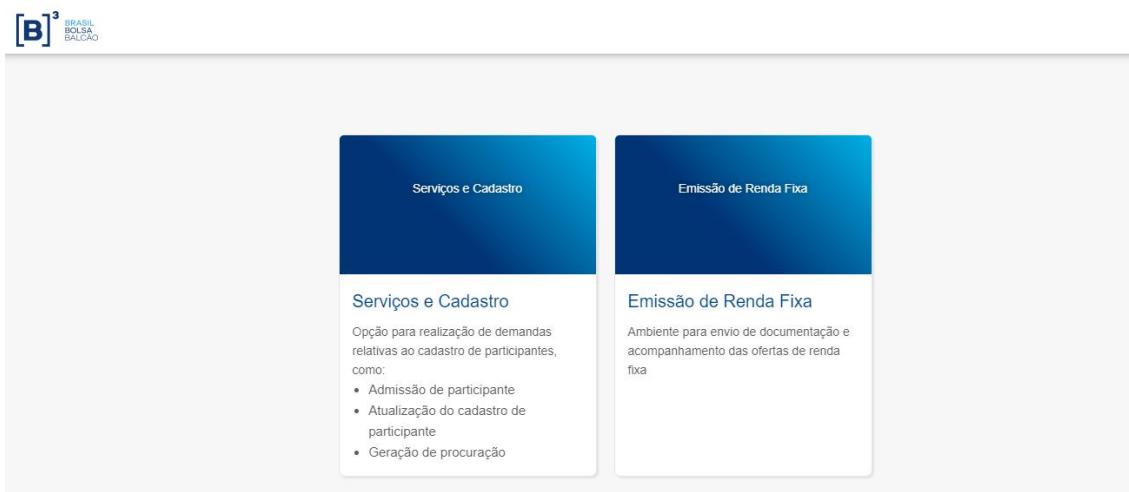 [B]³ BRASIL
BOLSA
BALCÃO
Serviços e Cadastro
Emissão de Renda Fixa
Serviços e Cadastro
Opção para realização de demandas
relativas ao cadastro de participantes,
como:
• Admissão de participante
• Atualização do cadastro de
participante
• Geração de procuração
Emissão de Renda Fixa
Ambiente para envio de documentação e
acompanhamento das ofertas de renda
fixa